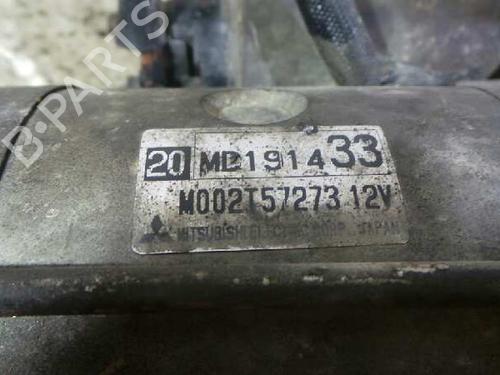 B-PARTS
20 MD191433
M002T57273 12V
MITSUBISHI ELECTRIC CORP. JAPAN